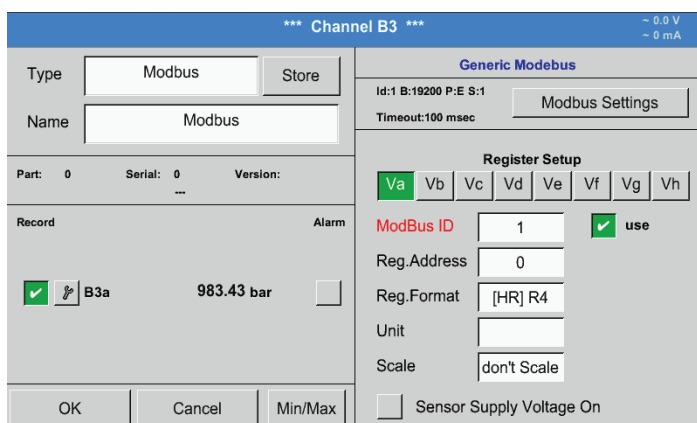 *** Channel B3 ***
~ 0.0 V
~ 0 mA
Type Modbus Store
Name Modbus
Part: 0 Serial: 0 Version:
---
Record Alarm
B3a 983.43 bar
OK Cancel Min/Max
Generic Modebus
Id:1 B:19200 P:E S:1
Timeout:100 msec
Modbus Settings
Register Setup
Va Vb Vc Vd Ve Vf Vg Vh
ModBus ID 1 use
Reg.Address 0
Reg.Format [HR] R4
Unit
Scale don't Scale
Sensor Supply Voltage On